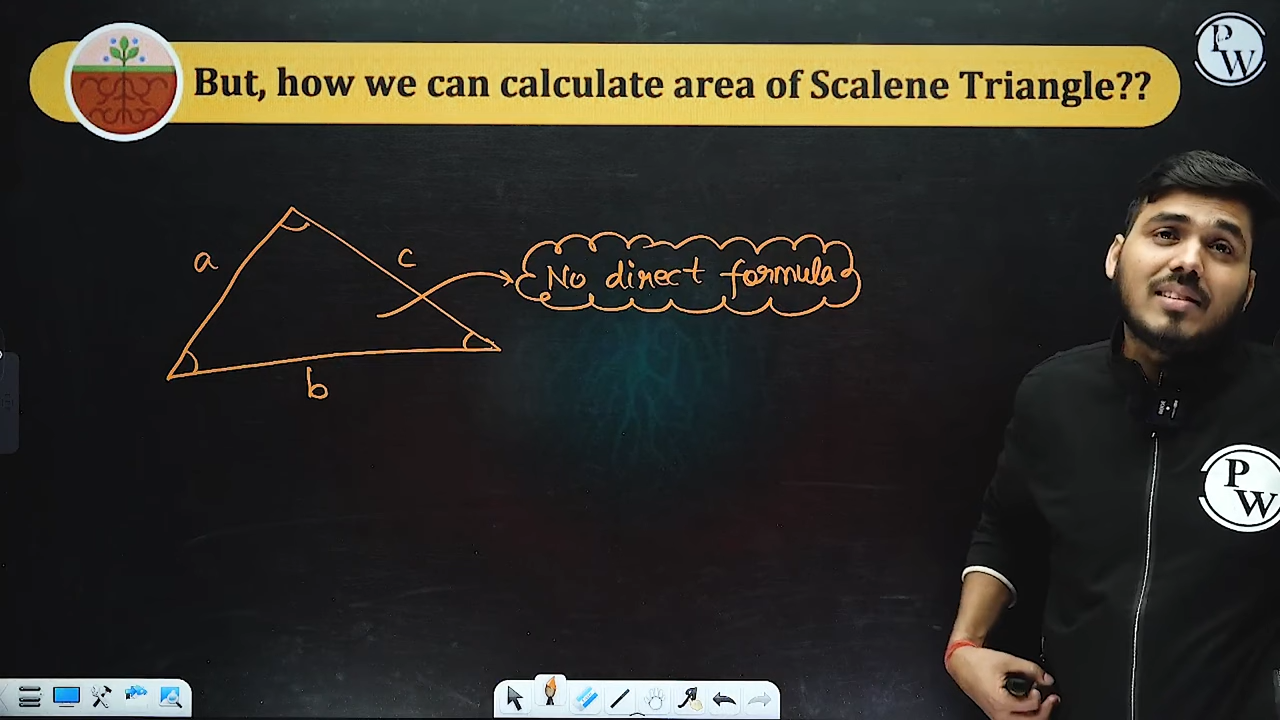 But, how we can calculate area of Scalene Triangle??
PW
a
c
No direct formula
b
PW